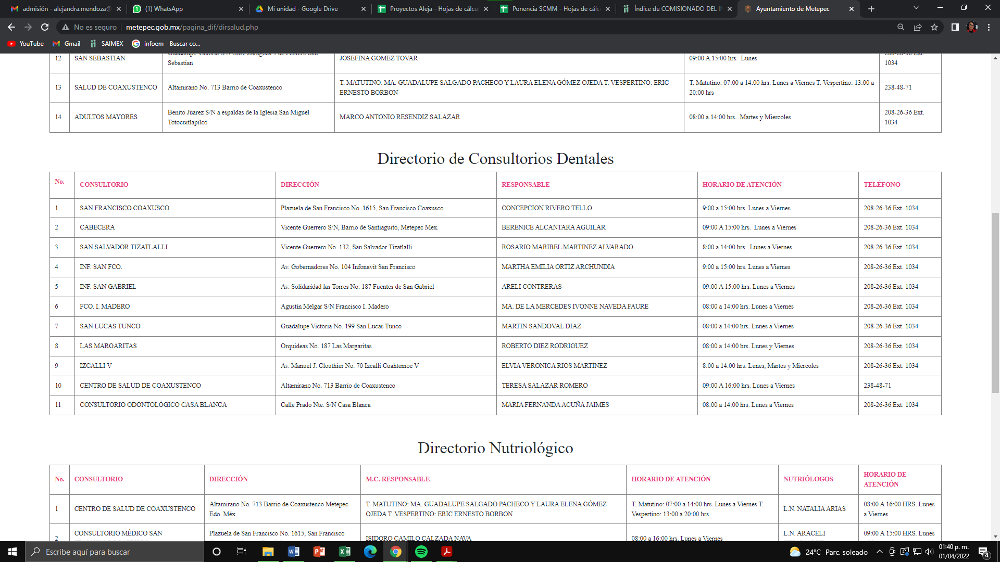 admisión - alejandra.mendoza@
(1) WhatsApp
Mi unidad - Google Drive
Proyectos Aleja - Hojas de cálcu
Ponencia SCMM - Hojas de cálc
Índice de COMISIONADO DEL IN
Ayuntamiento de Metepec
No es seguro metepec.gob.mx/pagina_dif/dirsalud.php
YouTube Gmail SAIMEX infoem - Buscar co...
12 SAN SEBASTIAN Guadalupe Victoria S/N entre Zaragoza 5 de Febrero San Sebastian JOSEFINA GOMEZ TOVAR 09:00 A 15:00 hrs. Lunes 208-26-36 Ext. 1034
13 SALUD DE COAXUSTENCO Altamirano No. 713 Barrio de Coaxustenco T. MATUTINO: MA. GUADALUPE SALGADO PACHECO Y LAURA ELENA GÓMEZ OJEDA T. VESPERTINO: ERIC ERNESTO BORBON T. Matutino: 07:00 a 14:00 hrs. Lunes a Viernes T. Vespertino: 13:00 a 20:00 hrs 238-48-71
14 ADULTOS MAYORES Benito Júarez S/N a espaldas de la Iglesia San Miguel Totocuitlapilco MARCO ANTONIO RESENDIZ SALAZAR 08:00 a 14:00 hrs. Martes y Miercoles 208-26-36 Ext. 1034
Directorio de Consultorios Dentales
No. CONSULTORIO DIRECCIÓN RESPONSABLE HORARIO DE ATENCIÓN TELÉFONO
1 SAN FRANCISCO COAXUSCO Plazuela de San Francisco No. 1615, San Francisco Coaxusco CONCEPCION RIVERO TELLO 9:00 a 15:00 hrs. Lunes a Viernes 208-26-36 Ext. 1034
2 CABECERA Vicente Guerrero S/N, Barrio de Santiaguito, Metepec Mex. BERENICE ALCANTARA AGUILAR 09:00 A 15:00 hrs. Lunes a Viernes 208-26-36 Ext. 1034
3 SAN SALVADOR TIZATLALLI Vicente Guerrero No. 132, San Salvador Tizatlalli ROSARIO MARIBEL MARTINEZ ALVARADO 8:00 a 14:00 hrs. Lunes a Viernes 208-26-36 Ext. 1034
4 INF. SAN FCO. Av. Gobernadores No. 104 Infonavit San Francisco MARTHA EMILIA ORTIZ ARCHUNDIA 9:00 a 15:00 hrs. Lunes a Viernes 208-26-36 Ext. 1034
5 INF. SAN GABRIEL Av. Solidaridad las Torres No. 187 Fuentes de San Gabriel ARELI CONTRERAS 09:00 A 15:00 hrs. Lunes a Viernes 208-26-36 Ext. 1034
6 FCO. I. MADERO Agustín Melgar S/N Francisco I. Madero MA. DE LA MERCEDES IVONNE NAVEDA FAURE 08:00 a 14:00 hrs. Lunes a Viernes 208-26-36 Ext. 1034
7 SAN LUCAS TUNCO Guadalupe Victoria No. 199 San Lucas Tunco MARTIN SANDOVAL DIAZ 08:00 a 14:00 hrs. Lunes a Viernes 208-26-36 Ext. 1034
8 LAS MARGARITAS Orquideas No. 187 Las Margaritas ROBERTO DIEZ RODRIGUEZ 08:00 a 14:00 hrs. Lunes y Viernes 208-26-36 Ext. 1034
9 IZCALLI V Av. Manuel J. Clouthier No. 70 Izcalli Cuahtemoc V ELVIA VERONICA RIOS MARTINEZ 8:00 a 14:00 hrs. Lunes, Martes y Miercoles 208-26-36 Ext. 1034
10 CENTRO DE SALUD DE COAXUSTENCO Altamirano No. 713 Barrio de Coaxustenco TERESA SALAZAR ROMERO 09:00 A 16:00 hrs. Lunes a Viernes 238-48-71
11 CONSULTORIO ODONTOLÓGICO CASA BLANCA Calle Prado Nte. S/N Casa Blanca MARIA FERNANDA ACUÑA JAIMES 08:00 a 14:00 hrs. Lunes a Viernes 208-26-36 Ext. 1034
Directorio Nutriológico
No. CONSULTORIO DIRECCIÓN M.C. RESPONSABLE HORARIO DE ATENCIÓN NUTRIÓLOGOS HORARIO DE ATENCIÓN
1 CENTRO DE SALUD DE COAXUSTENCO Altamirano No. 713 Barrio de Coaxustenco Metepec Edo. Méx. T. MATUTINO: MA. GUADALUPE SALGADO PACHECO Y LAURA ELENA GÓMEZ OJEDA T. VESPERTINO: ERIC ERNESTO BORBON T. Matutino: 07:00 a 14:00 hrs. Lunes a Viernes T. Vespertino: 13:00 a 20:00 hrs L.N. NATALIA ARIAS 08:00 A 16:00 HRS. Lunes a Viernes
2 CONSULTORIO MÉDICO SAN Plazuela de San Francisco No. 1615, San Francisco ISIDORO CAMILO CALZADA NAVA 08:00 a 16:00 hrs. Lunes a Viernes L.N. ARACELI 09:00 A 15:00 HRS. Lunes
Escribe aquí para buscar
24°C Parc. soleado
01:40 p. m.
01/04/2022
4